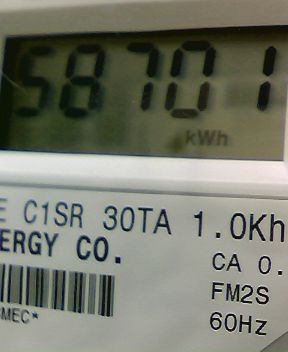 58701
kWh
E C1SR 30TA 1.0Kh
ERGY CO.
CA 0.
FM2S
MEC*
60Hz